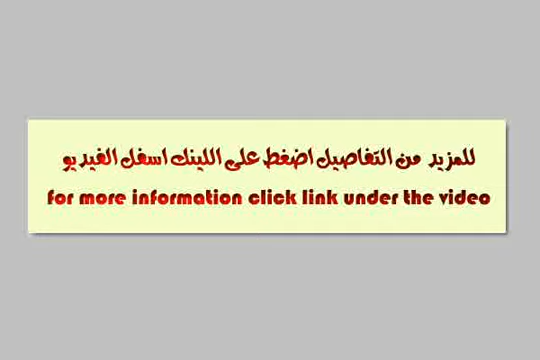 للمزيد من التفاصيل اضغط على اللينك اسفل الفيديو
for more information click link under the video